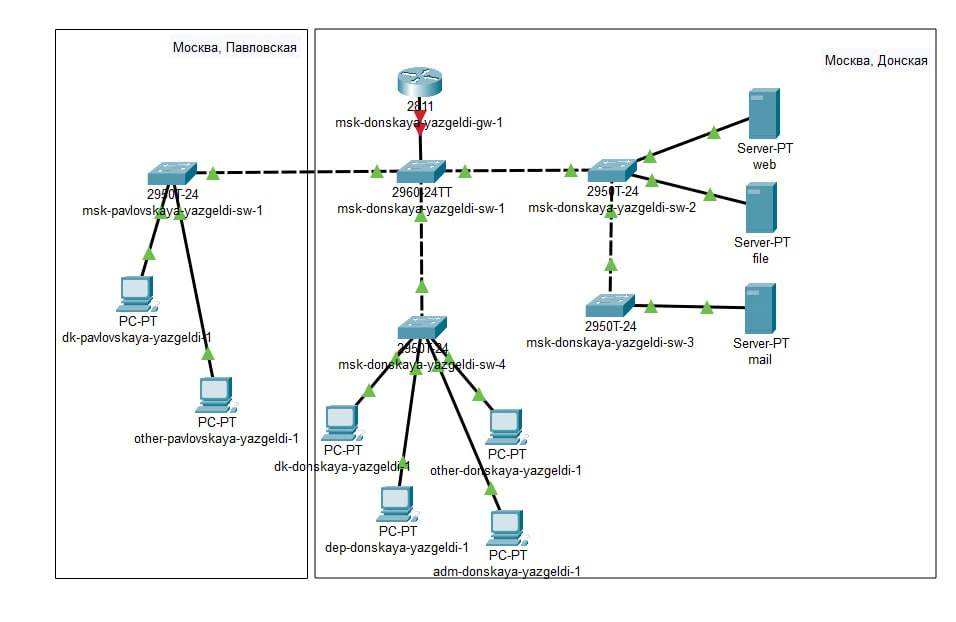 Москва, Павловская
Москва, Донская
2811
msk-donskaya-yazgeldi-gw-1
2950T-24
msk-pavlovskaya-yazgeldi-sw-1
2960-24TT
msk-donskaya-yazgeldi-sw-1
2950T-24
msk-donskaya-yazgeldi-sw-2
Server-PT
web
Server-PT
file
PC-PT
dk-pavlovskaya-yazgeldi-1
2950T-24
msk-donskaya-yazgeldi-sw-4
2950T-24
msk-donskaya-yazgeldi-sw-3
Server-PT
mail
PC-PT
other-pavlovskaya-yazgeldi-1
PC-PT
dk-donskaya-yazgeldi-1
PC-PT
other-donskaya-yazgeldi-1
PC-PT
dep-donskaya-yazgeldi-1
PC-PT
adm-donskaya-yazgeldi-1